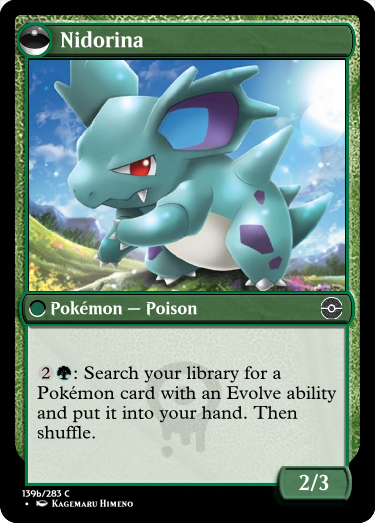 Nidorina
Pokémon — Poison
2 : Search your library for a
Pokémon card with an Evolve ability
and put it into your hand. Then
shuffle.
2/3
139b/283 C
• Kagemaru Himeno